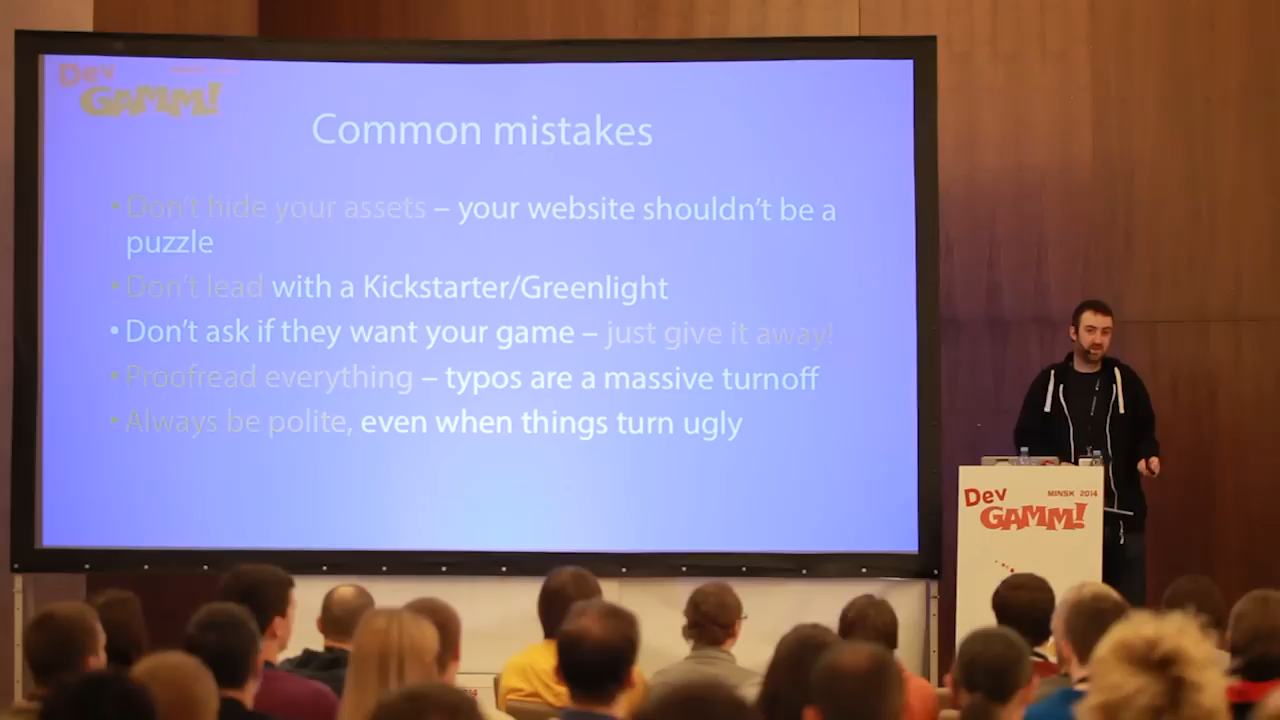 Dev
GAMM!
Common mistakes
•Don't hide your assets – your website shouldn't be a
puzzle
•Don't lead with a Kickstarter/Greenlight
•Don't ask if they want your game – just give it away!
•Proofread everything – typos are a massive turnoff
•Always be polite, even when things turn ugly
Dev MINSK 2014
GAMM!